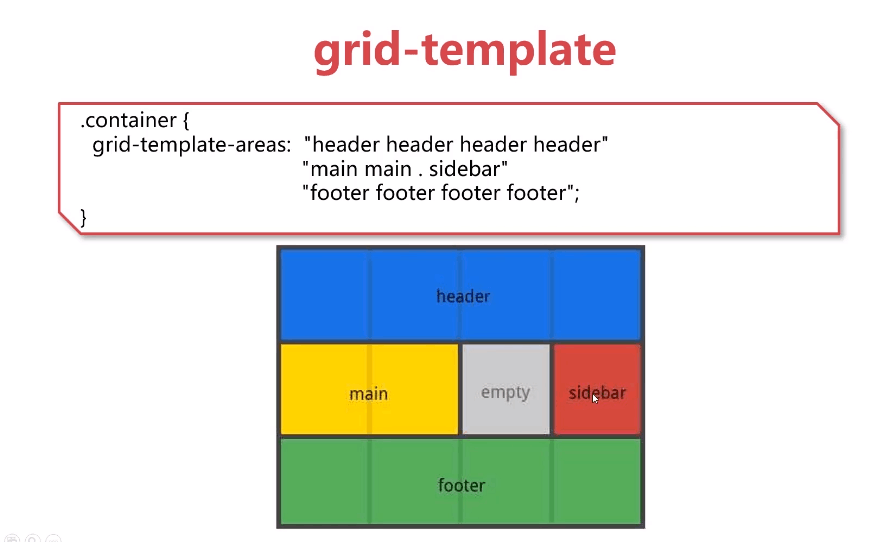 grid-template
.container {
grid-template-areas: "header header header header"
"main main . sidebar"
"footer footer footer footer";
}
header
main empty sidebar
footer